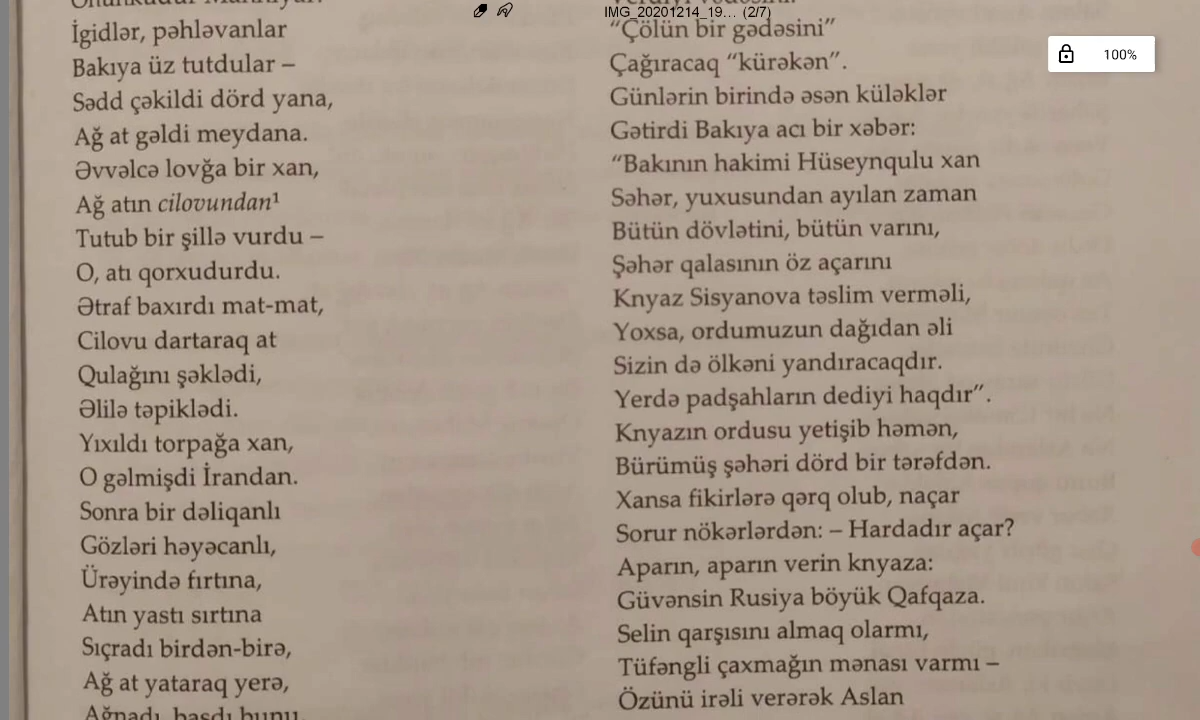 IMG_20201214_19... (2/7)
100%
İgidlər, pəhləvanlar
Bakıya üz tutdular –
Sədd çəkildi dörd yana,
Ağ at gəldi meydana.
Əvvəlcə lovğa bir xan,
Ağ atın cilovundan¹
Tutub bir şillə vurdu –
O, atı qorxudurdu.
Ətraf baxırdı mat-mat,
Cilovu dartaraq at
Qulağını şəklədi,
Əlilə təpiklədi.
Yıxıldı torpağa xan,
O gəlmişdi İrandan.
Sonra bir dəliqanlı
Gözləri həyəcanlı,
Ürəyində fırtına,
Atın yastı sırtına
Sıçradı birdən-birə,
Ağ at yataraq yerə,
Ağnadı, basdı bunu.
“Çölün bir gədəsini”
Çağıracaq “kürəkən”.
Günlərin birində əsən küləklər
Gətirdi Bakıya acı bir xəbər:
“Bakının hakimi Hüseynqulu xan
Səhər, yuxusundan ayılan zaman
Bütün dövlətini, bütün varını,
Şəhər qalasının öz açarını
Knyaz Sisyanova təslim verməli,
Yoxsa, ordumuzun dağıdan əli
Sizin də ölkəni yandıracaqdır.
Yerdə padşahların dediyi haqdır”.
Knyazın ordusu yetişib həmən,
Bürümüş şəhəri dörd bir tərəfdən.
Xansa fikirlərə qərq olub, naçar
Sorur nökərlərdən: – Hardadır açar?
Aparın, aparın verin knyaza:
Güvənsin Rusiya böyük Qafqaza.
Selin qarşısını almaq olarmı,
Tüfəngli çaxmağın mənası varmı –
Özünü irəli verərək Aslan